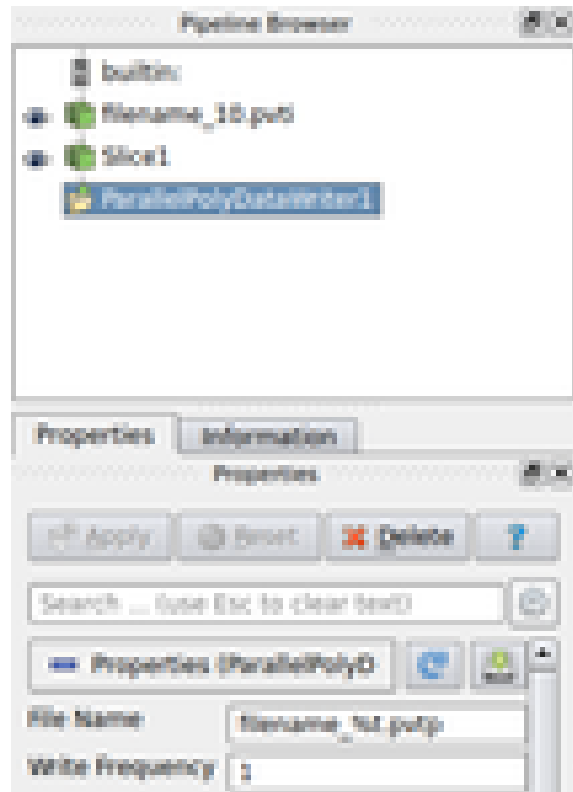 Pipeline Browser
builtin:
filename_10.pvti
Slice1
ParallelPolyDataWriter1
Properties Information
Properties
Apply Reset Delete ?
Search ... (use Esc to clear text)
Properties (ParallelPolyD
File Name filename_%t.pvtp
Write Frequency 1